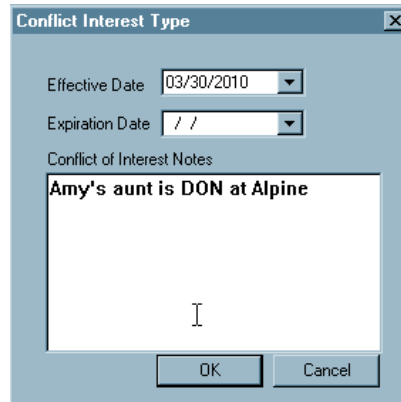 Conflict Interest Type
Effective Date 03/30/2010
Expiration Date / /
Conflict of Interest Notes
Amy's aunt is DON at Alpine
OK Cancel